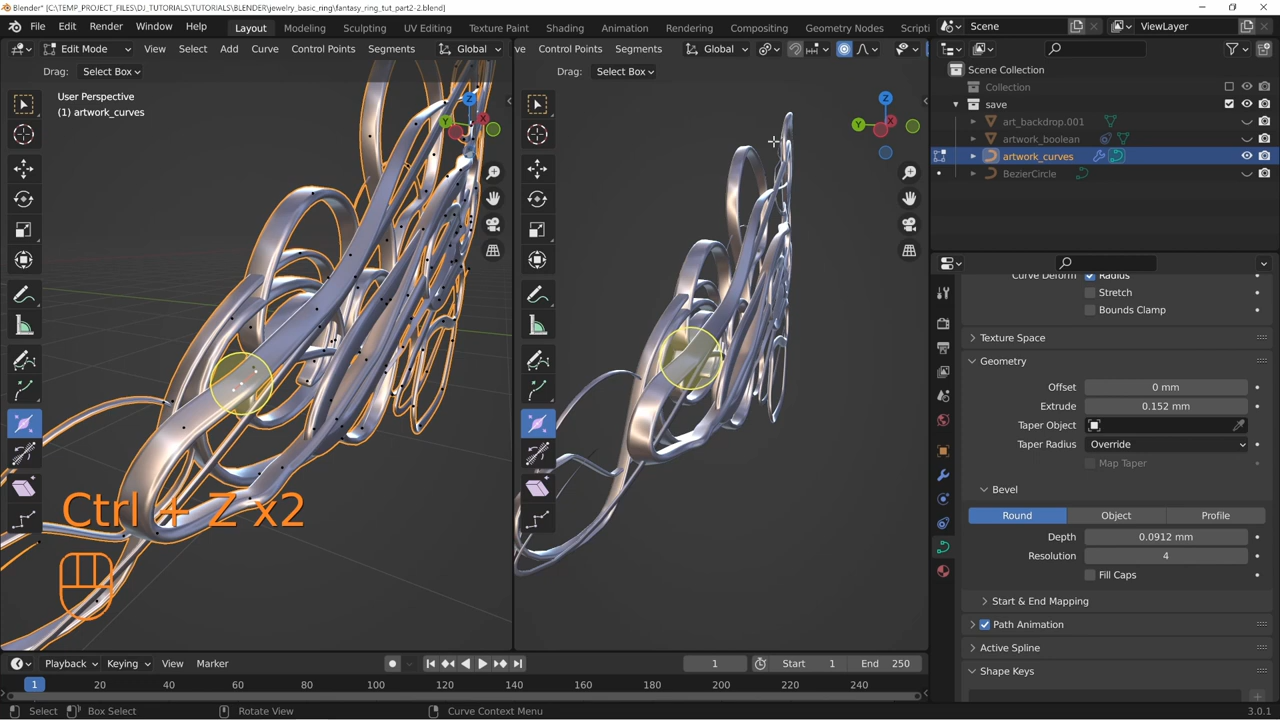 Blender* [C:\TEMP_PROJECT_FILES\DJ_TUTORIALS\TUTORIALS\BLENDER\jewelry_basic_ring\fantasy_ring_tut_part2-2.blend]
File Edit Render Window Help Layout Modeling Sculpting UV Editing Texture Paint Shading Animation Rendering Compositing Geometry Nodes Scripti Scene ViewLayer
Edit Mode View Select Add Curve Control Points Segments Global ve Control Points Segments Global
Drag: Select Box Drag: Select Box
User Perspective
(1) artwork_curves
Z
X
Y
Z
X
Y
Ctrl + Z x2
Scene Collection
Collection
save
art_backdrop.001
artwork_boolean
artwork_curves
BezierCircle
Curve Deform Radius
Stretch
Bounds Clamp
Texture Space
Geometry
Offset 0 mm
Extrude 0.152 mm
Taper Object
Taper Radius Override
Map Taper
Bevel
Round Object Profile
Depth 0.0912 mm
Resolution 4
Fill Caps
Start & End Mapping
Path Animation
Active Spline
Shape Keys
Playback Keying View Marker 1 Start 1 End 250
1 20 40 60 80 100 120 140 160 180 200 220 240
Select Box Select Rotate View Curve Context Menu 3.0.1